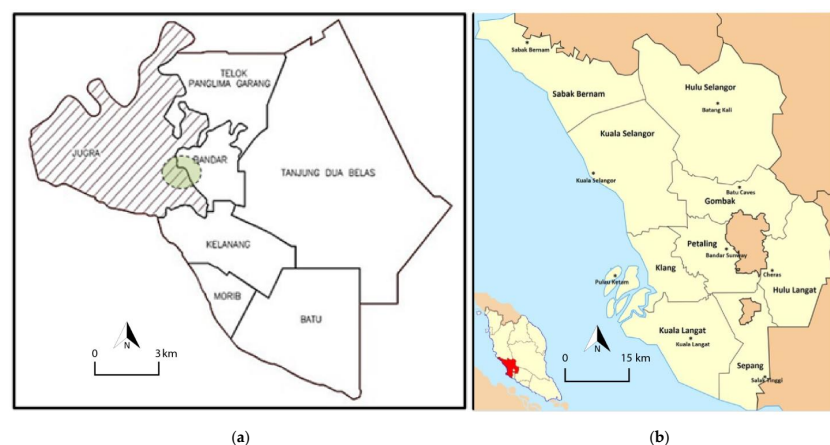 TELOK
PANGLIMA GARANG
JUGRA
BANDAR
TANJUNG DUA BELAS
KELANANG
MORIB
BATU
N
0 3 km
(a)
Sabak Bernam
Sabak Bernam
Hulu Selangor
Batang Kali
Kuala Selangor
Kuala Selangor
Batu Caves
Gombak
Petaling
Bandar Sunway
Cheras
Klang
Pulau Ketam
Hulu Langat
Kuala Langat
Kuala Langat
Sepang
N
0 15 km
(b)